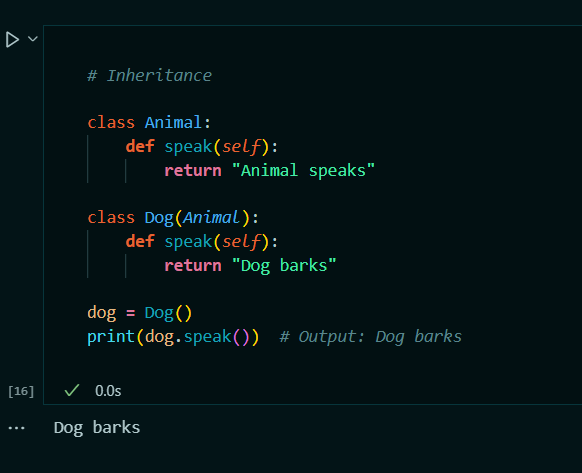 # Inheritance
class Animal:
    def speak(self):
        return "Animal speaks"
class Dog(Animal):
    def speak(self):
        return "Dog barks"
dog = Dog()
print(dog.speak())  # Output: Dog barks
[16] 0.0s
Dog barks